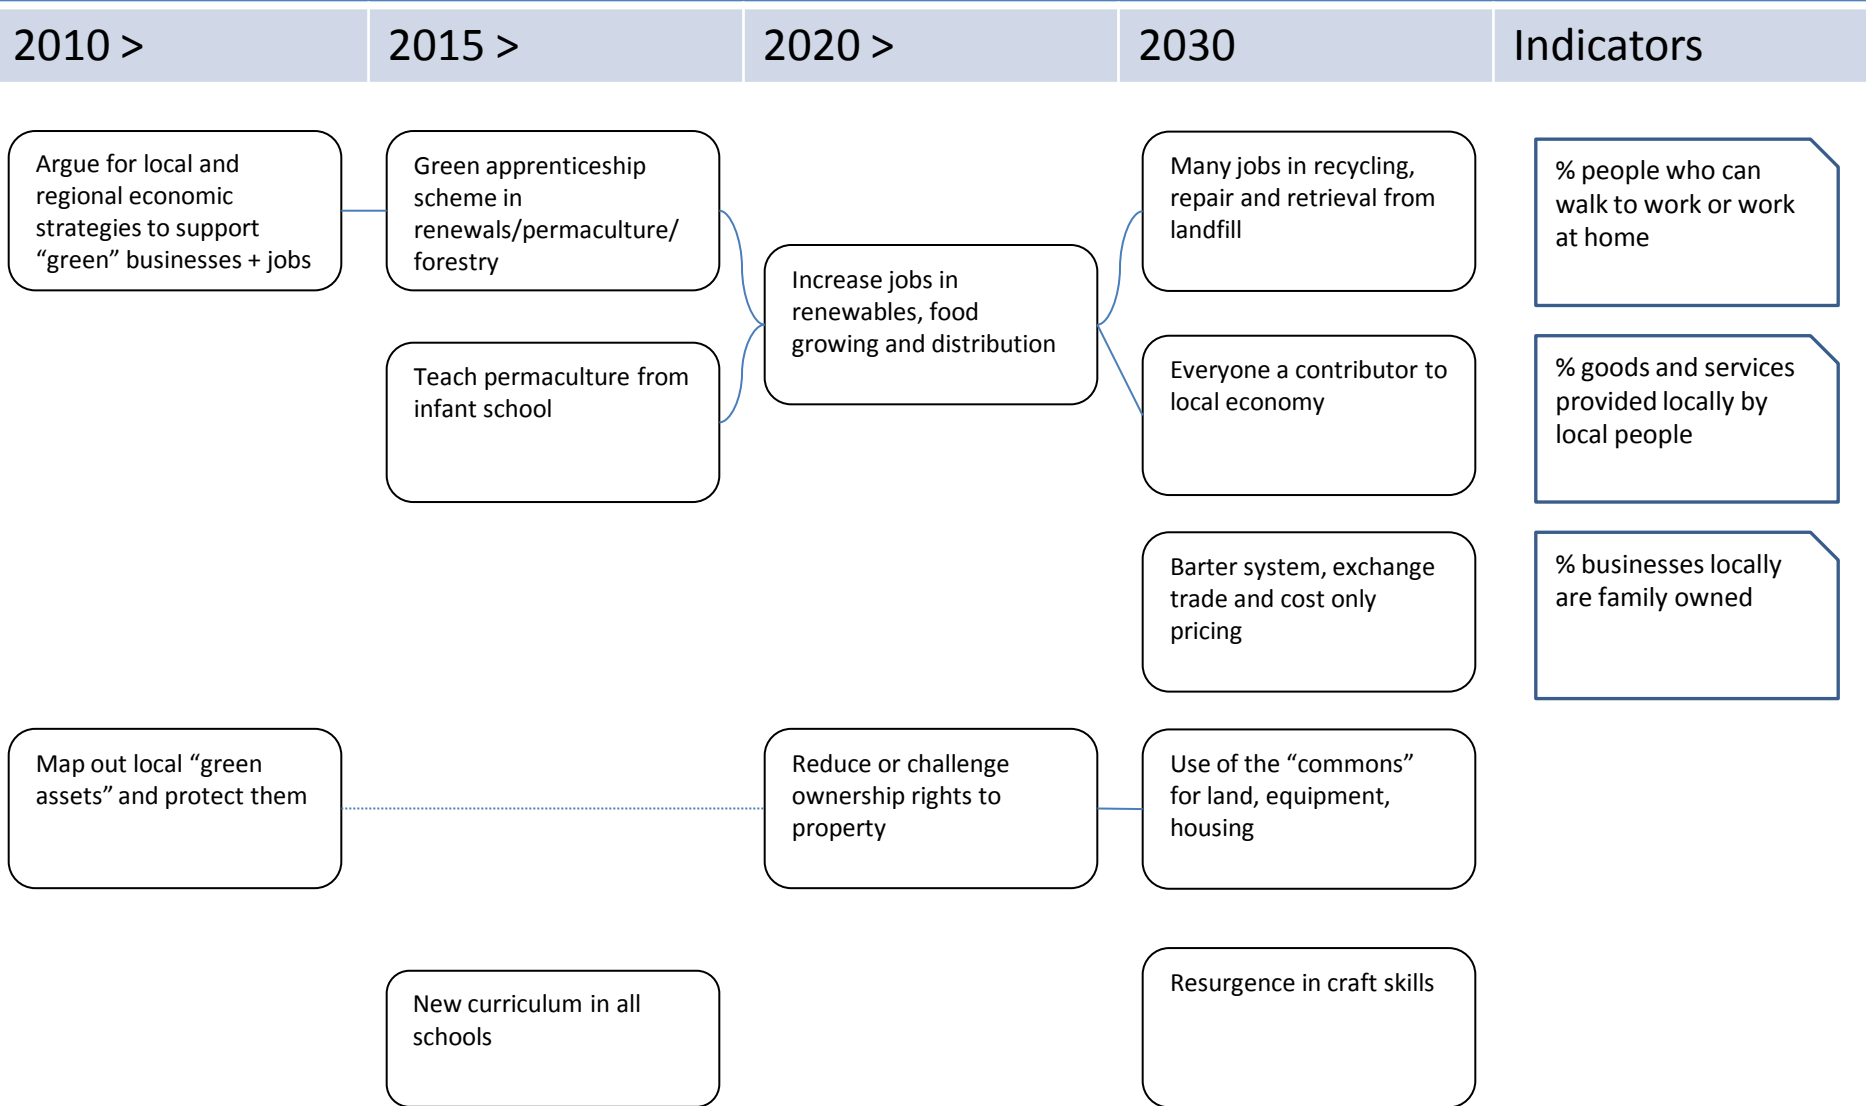 2010 >
2015 >
2020 >
2030
Indicators
Argue for local and
regional economic
strategies to support
“green” businesses + jobs
Green apprenticeship
scheme in
renewals/permaculture/
forestry
Teach permaculture from
infant school
Increase jobs in
renewables, food
growing and distribution
Many jobs in recycling,
repair and retrieval from
landfill
Everyone a contributor to
local economy
Barter system, exchange
trade and cost only
pricing
% people who can
walk to work or work
at home
% goods and services
provided locally by
local people
% businesses locally
are family owned
Map out local “green
assets” and protect them
Reduce or challenge
ownership rights to
property
Use of the “commons”
for land, equipment,
housing
New curriculum in all
schools
Resurgence in craft skills